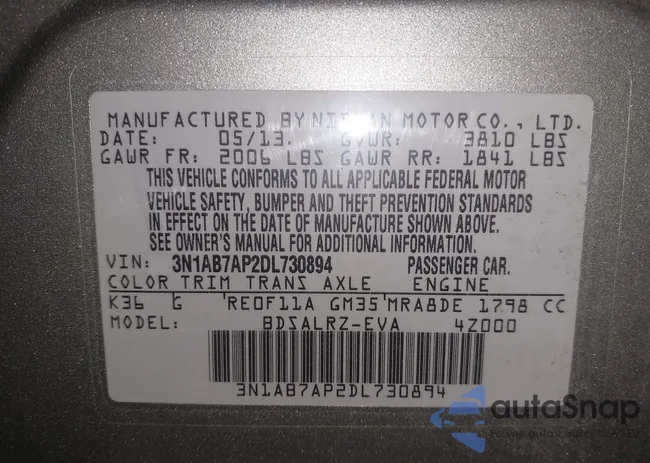 MANUFACTURED BY NISSAN MOTOR CO., LTD.
DATE: 05/13. GVWR: 3810 LBS
GAWR FR: 2006 LBS GAWR RR: 1841 LBS
THIS VEHICLE CONFORMS TO ALL APPLICABLE FEDERAL MOTOR
VEHICLE SAFETY, BUMPER AND THEFT PREVENTION STANDARDS
IN EFFECT ON THE DATE OF MANUFACTURE SHOWN ABOVE.
SEE OWNER'S MANUAL FOR ADDITIONAL INFORMATION.
VIN: 3N1AB7AP2DL730894 PASSENGER CAR.
COLOR TRIM TRANS AXLE ENGINE
K36 G RE0F11A GM35 MRA8DE 1798 CC
MODEL: BDSALRZ-EVA 4Z000
3N1AB7AP2DL730894
autaSnap